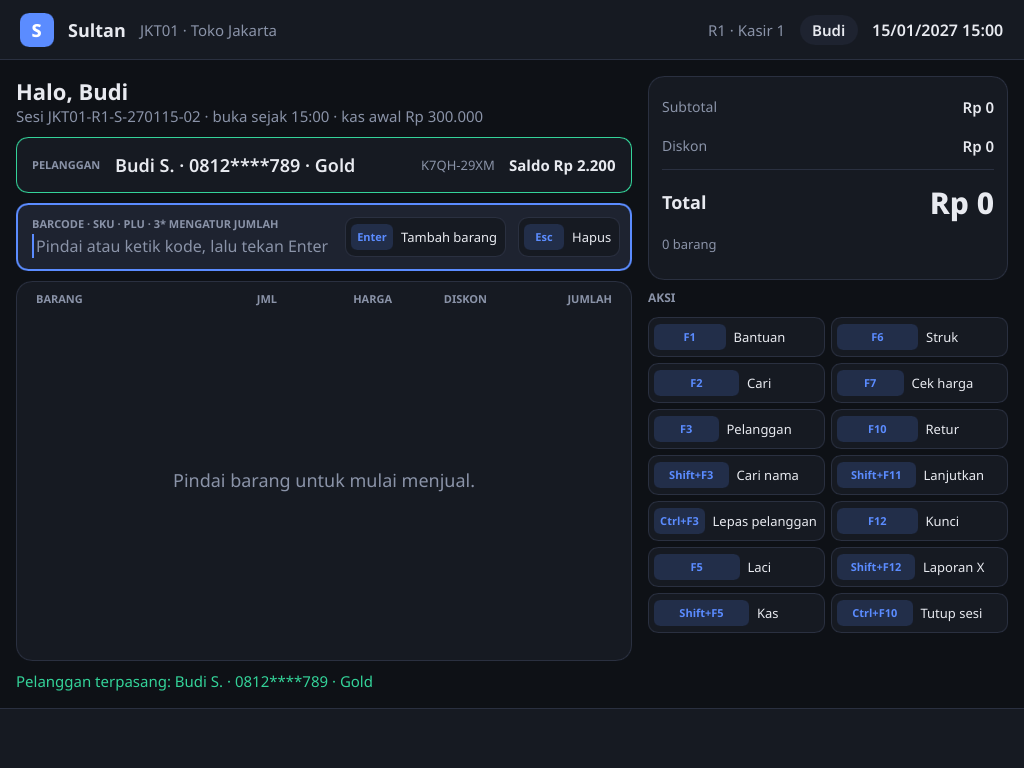 S Sultan JKT01 · Toko Jakarta R1 · Kasir 1 Budi 15/01/2027 15:00
Halo, Budi
Sesi JKT01-R1-S-270115-02 · buka sejak 15:00 · kas awal Rp 300.000
PELANGGAN Budi S. · 0812****789 · Gold K7QH-29XM Saldo Rp 2.200
BARCODE · SKU · PLU · 3* MENGATUR JUMLAH
Pindai atau ketik kode, lalu tekan Enter Enter Tambah barang Esc Hapus
BARANG JML HARGA DISKON JUMLAH
Pindai barang untuk mulai menjual.
Pelanggan terpasang: Budi S. · 0812****789 · Gold
Subtotal Rp 0
Diskon Rp 0
Total Rp 0
0 barang
AKSI
F1 Bantuan F6 Struk
F2 Cari F7 Cek harga
F3 Pelanggan F10 Retur
Shift+F3 Cari nama Shift+F11 Lanjutkan
Ctrl+F3 Lepas pelanggan F12 Kunci
F5 Laci Shift+F12 Laporan X
Shift+F5 Kas Ctrl+F10 Tutup sesi